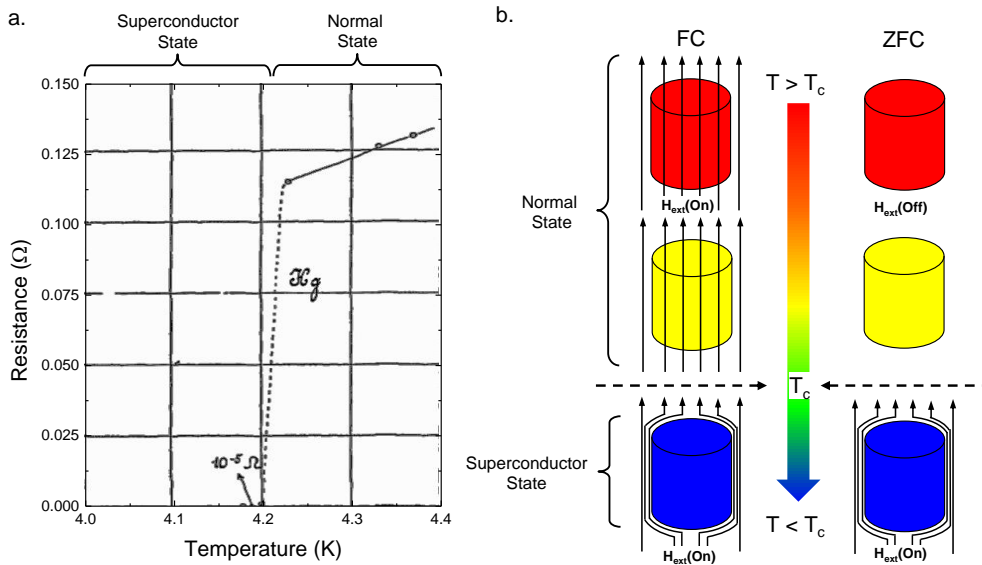 a.
Superconductor
State
Normal
State
0.150
0.125
0.100
0.075
0.050
0.025
0.000
Resistance (Ω)
Hg
10⁻⁵ Ω
4.0
4.1
4.2
4.3
4.4
Temperature (K)
b.
FC
ZFC
T > Tc
Hext(On)
Hext(Off)
Normal
State
Tc
Superconductor
State
T < Tc
Hext(On)
Hext(On)